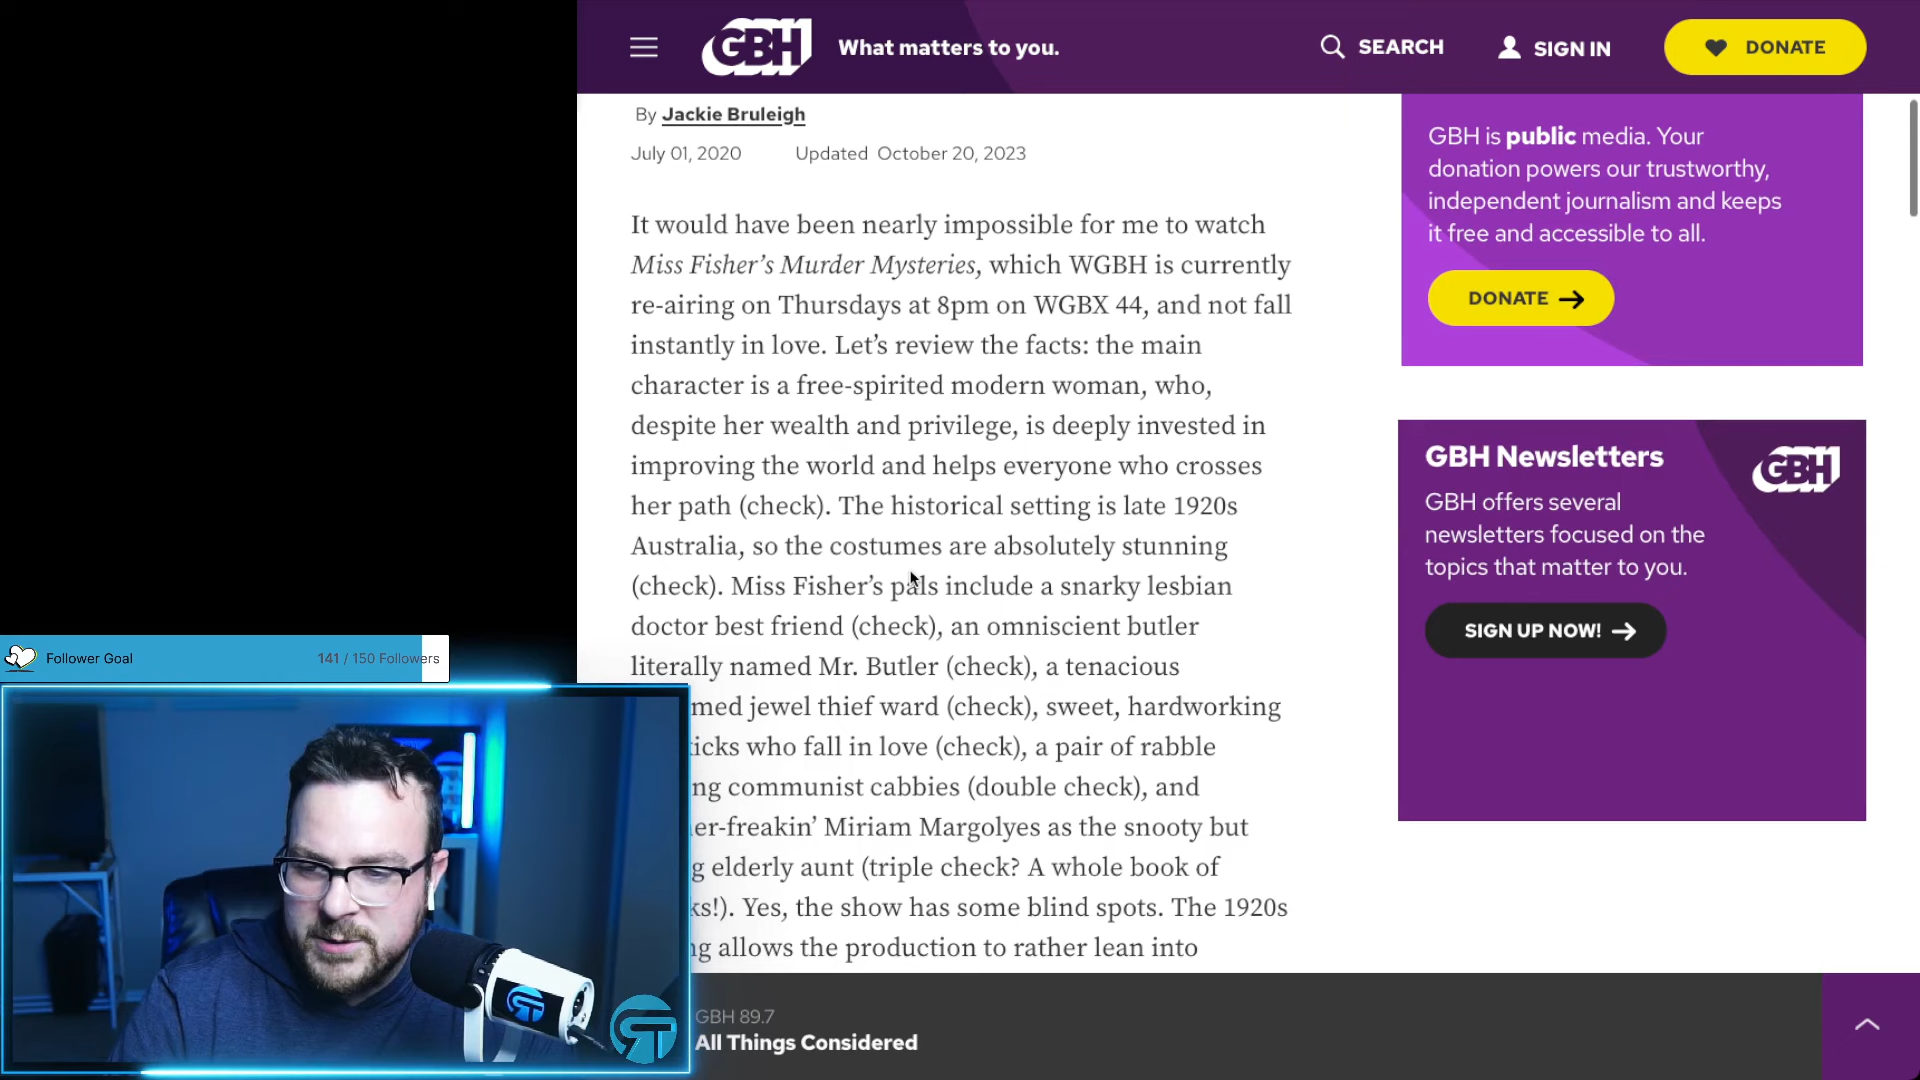 GBH
What matters to you.
SEARCH
SIGN IN
DONATE
By Jackie Bruleigh
July 01, 2020 Updated October 20, 2023
It would have been nearly impossible for me to watch
Miss Fisher’s Murder Mysteries, which WGBH is currently
re-airing on Thursdays at 8pm on WGBX 44, and not fall
instantly in love. Let’s review the facts: the main
character is a free-spirited modern woman, who,
despite her wealth and privilege, is deeply invested in
improving the world and helps everyone who crosses
her path (check). The historical setting is late 1920s
Australia, so the costumes are absolutely stunning
(check). Miss Fisher’s pals include a snarky lesbian
doctor best friend (check), an omniscient butler
literally named Mr. Butler (check), a tenacious
med jewel thief ward (check), sweet, hardworking
icks who fall in love (check), a pair of rabble
ng communist cabbies (double check), and
er-freakin’ Miriam Margolyes as the snooty but
g elderly aunt (triple check? A whole book of
ks!). Yes, the show has some blind spots. The 1920s
ng allows the production to rather lean into
GBH is public media. Your
donation powers our trustworthy,
independent journalism and keeps
it free and accessible to all.
DONATE
GBH Newsletters
GBH
GBH offers several
newsletters focused on the
topics that matter to you.
SIGN UP NOW!
Follower Goal
141 / 150 Followers
GBH 89.7
All Things Considered